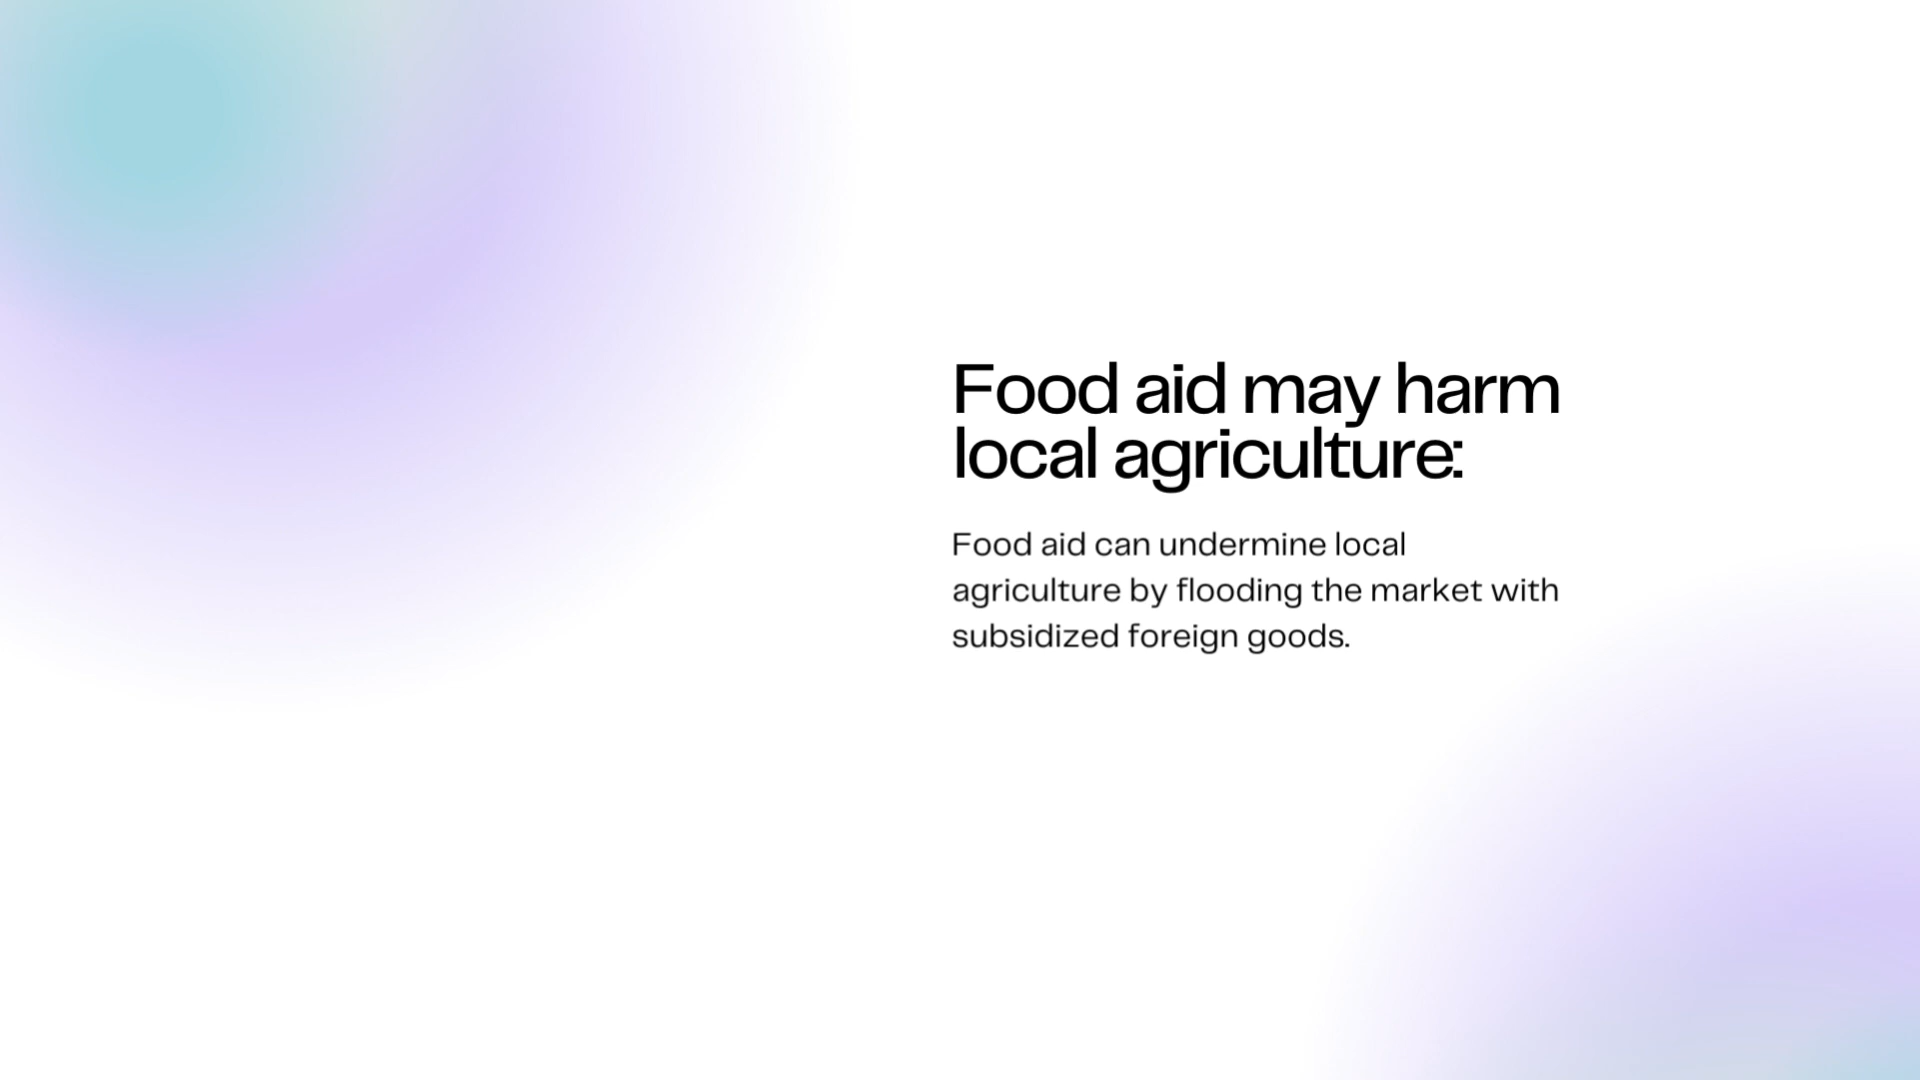 Food aid may harm
local agriculture:
Food aid can undermine local
agriculture by flooding the market with
subsidized foreign goods.